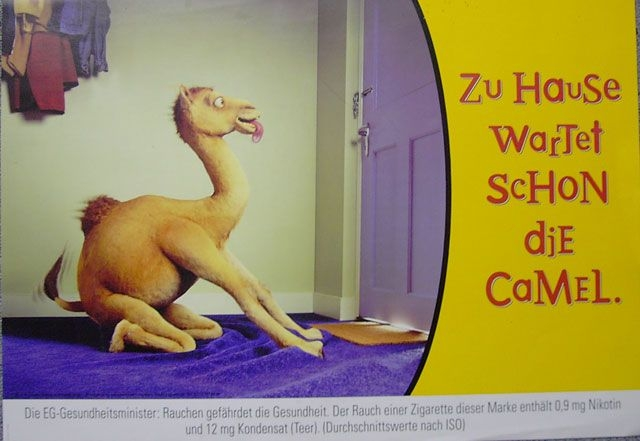 Zu Hause
wartet
schon
die
Camel.
Die EG-Gesundheitsminister: Rauchen gefährdet die Gesundheit. Der Rauch einer Zigarette dieser Marke enthält 0,9 mg Nikotin
und 12 mg Kondensat (Teer). (Durchschnittswerte nach ISO)